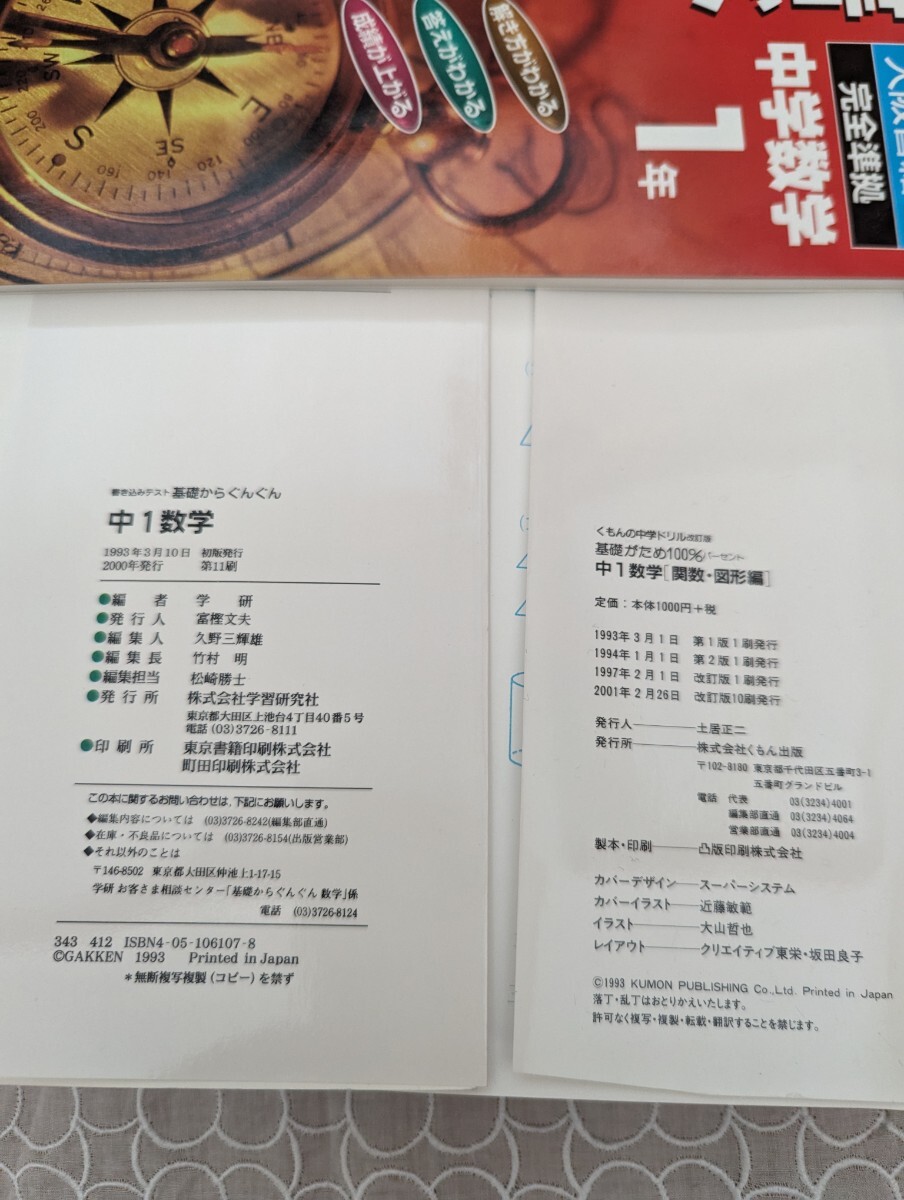 大阪書籍
完全準拠
中学数学
1年
解き方がわかる
答えがわかる
成績が上がる
NE
E
SE
S
200
160
140
120
書き込みテスト 基礎からぐんぐん
中1数学
1993年3月10日 初版発行
2000年発行 第11刷
●編者 学研
●発行人 富樫文夫
●編集人 久野三輝雄
●編集長 竹村 明
●編集担当 松崎勝士
●発行所 株式会社学習研究社
東京都大田区上池台4丁目40番5号
電話 (03)3726-8111
●印刷所 東京書籍印刷株式会社
町田印刷株式会社
この本に関するお問い合わせは、下記にお願いします。
◆編集内容については (03)3726-8242(編集部直通)
◆在庫・不良品については (03)3726-8154(出版営業部)
◆それ以外のことは
〒146-8502 東京都大田区仲池上1-17-15
学研 お客さま相談センター「基礎からぐんぐん 数学」係
電話 (03)3726-8124
343 412 ISBN4-05-106107-8
©GAKKEN 1993 Printed in Japan
*無断複写複製(コピー)を禁ず
くもんの中学ドリル改訂版
基礎がため100%パーセント
中1数学[関数・図形編]
定価:本体1000円+税
1993年3月1日 第1版1刷発行
1994年1月1日 第2版1刷発行
1997年2月1日 改訂版1刷発行
2001年2月26日 改訂版10刷発行
発行人――土居正二
発行所――株式会社くもん出版
〒102-8180 東京都千代田区五番町3-1
五番町グランドビル
電話 代表 03(3234)4001
編集部直通 03(3234)4064
営業部直通 03(3234)4004
製本・印刷――凸版印刷株式会社
カバーデザイン――スーパーシステム
カバーイラスト――近藤敏範
イラスト――大山哲也
レイアウト――クリエイティブ東栄・坂田良子
©1993 KUMON PUBLISHING Co.,Ltd. Printed in Japan
落丁・乱丁はおとりかえいたします。
許可なく複写・複製・転載・翻訳することを禁じます。